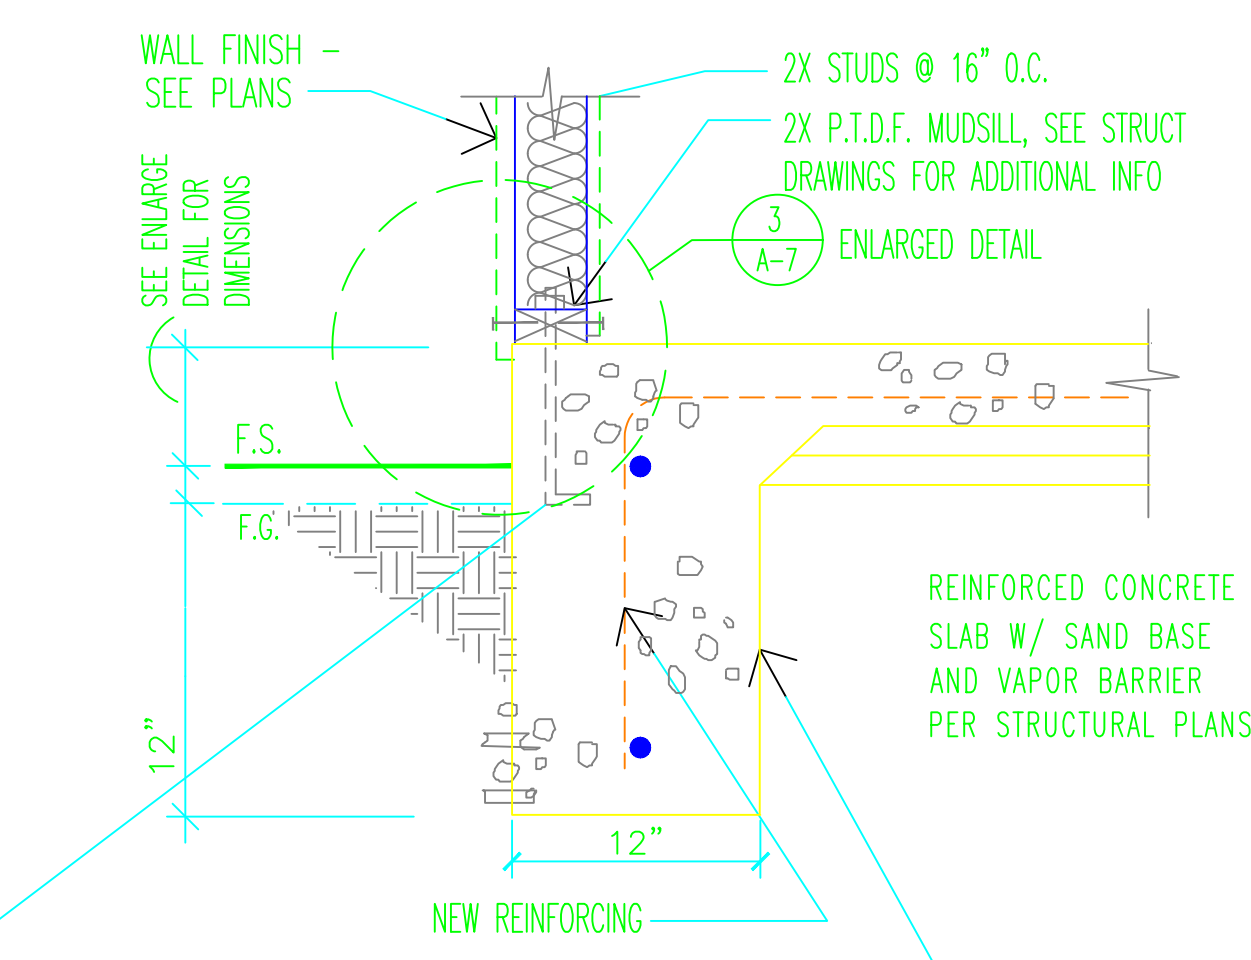 WALL FINISH -
SEE PLANS
2X STUDS @ 16" O.C.
2X P.T.D.F. MUDSILL, SEE STRUCT
DRAWINGS FOR ADDITIONAL INFO
3
A-7
ENLARGED DETAIL
SEE ENLARGE
DETAIL FOR
DIMENSIONS
F.S.
F.G.
REINFORCED CONCRETE
SLAB W/ SAND BASE
AND VAPOR BARRIER
PER STRUCTURAL PLANS
12"
12"
NEW REINFORCING